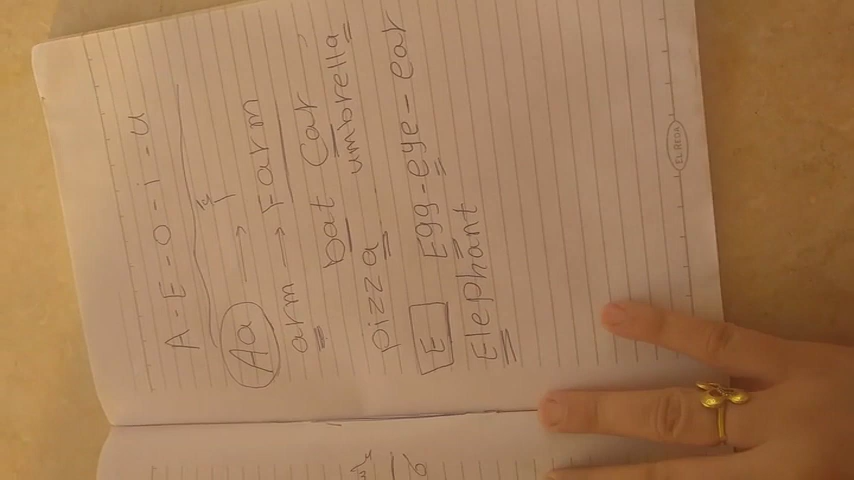 A - E - O - i - u
Aa → أ
arm → Farm
bat Car
pizza umbrella
E Egg - eye - ear
Elephant
EL REDA